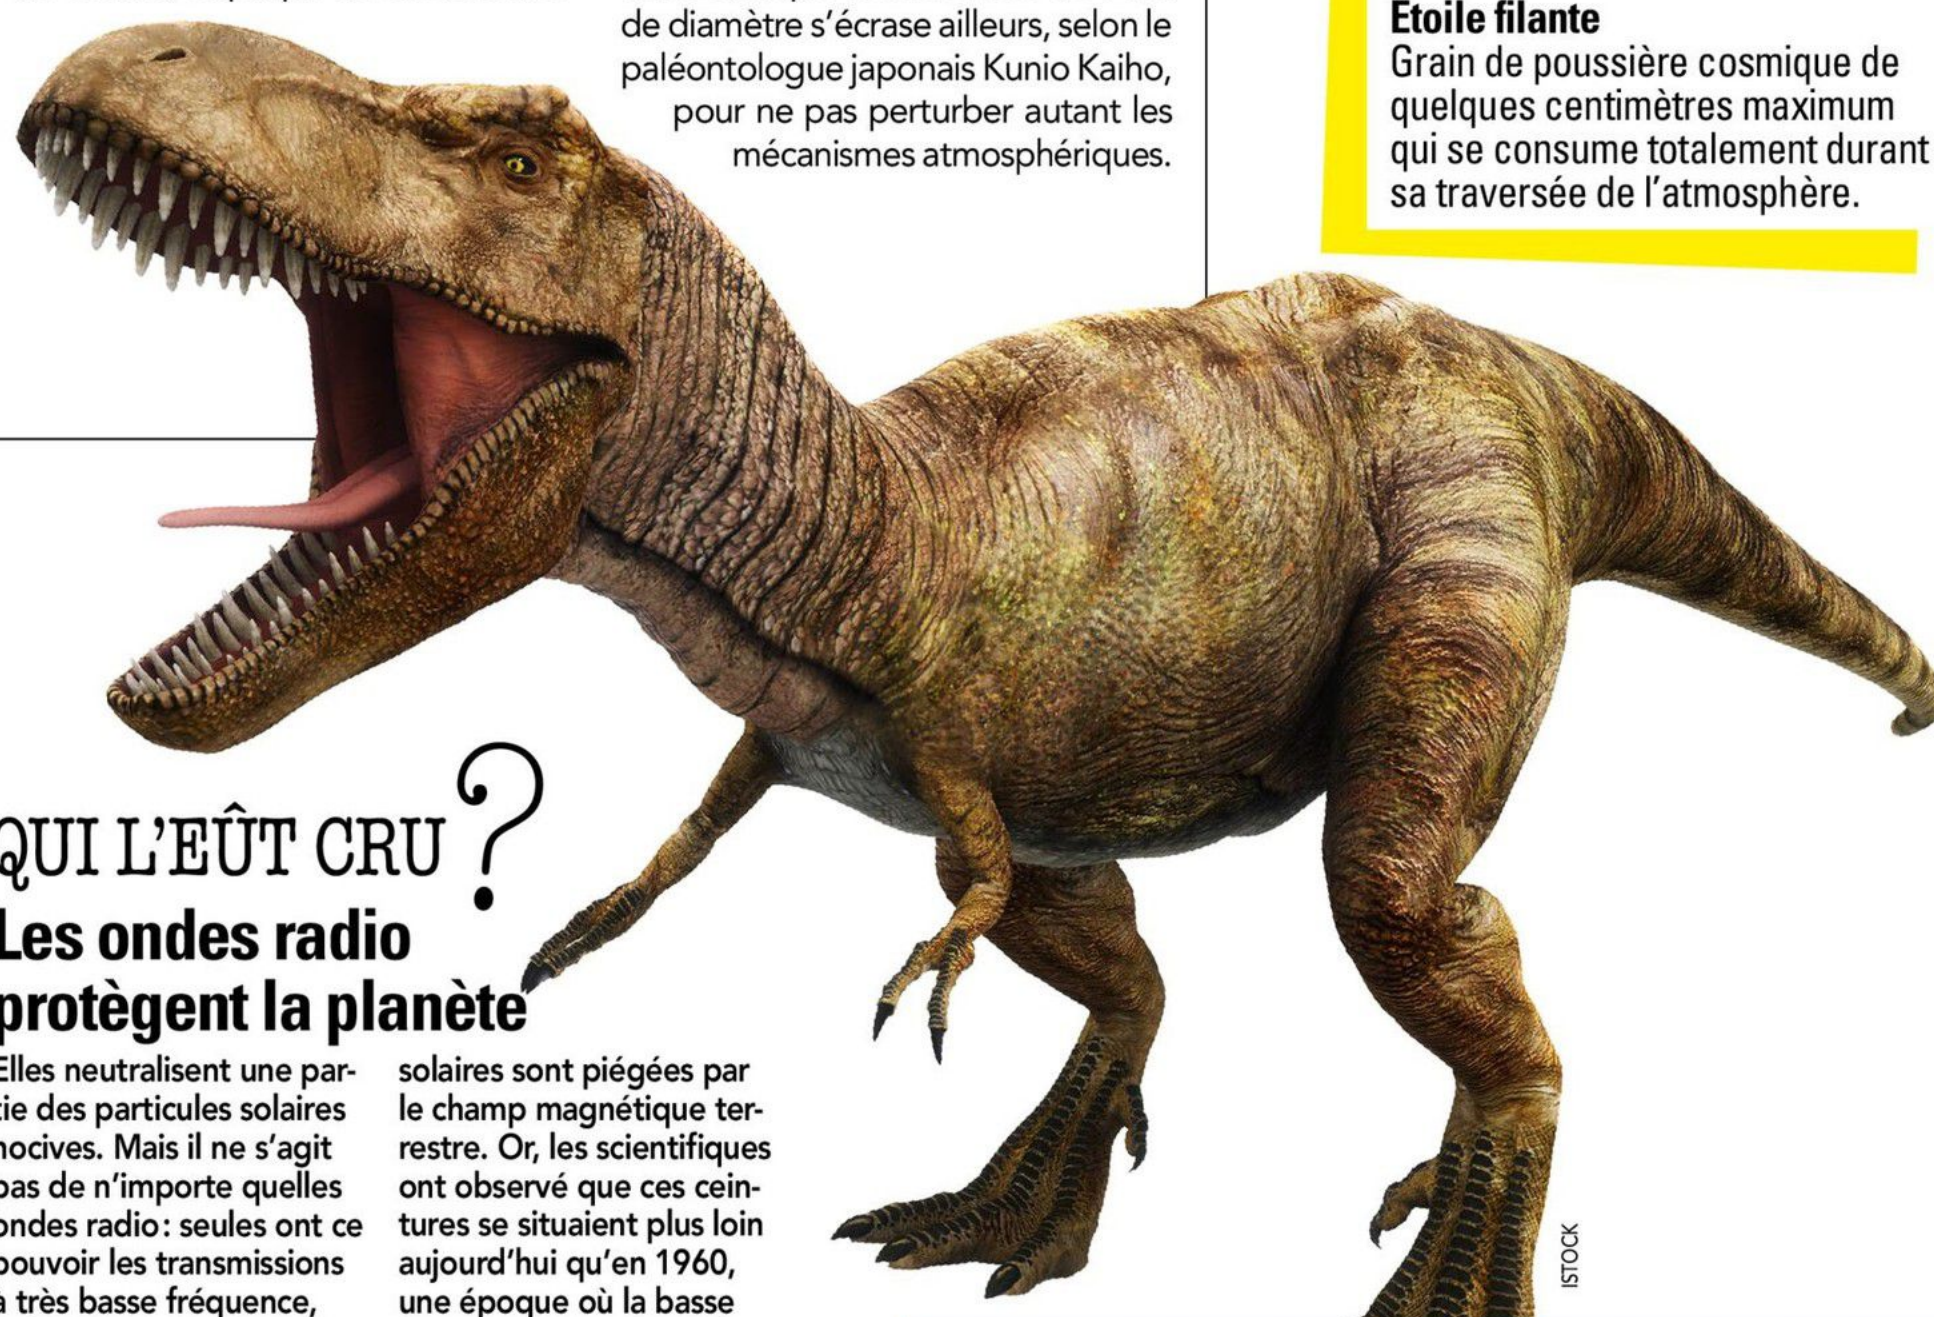 de diamètre s'écrase ailleurs, selon le
paléontologue japonais Kunio Kaiho,
pour ne pas perturber autant les
mécanismes atmosphériques.
Etoile filante
Grain de poussière cosmique de
quelques centimètres maximum
qui se consume totalement durant
sa traversée de l'atmosphère.
QUI L'EÛT CRU ?
Les ondes radio
protègent la planète
Elles neutralisent une par-
tie des particules solaires
nocives. Mais il ne s'agit
pas de n'importe quelles
ondes radio: seules ont ce
pouvoir les transmissions
à très basse fréquence,
solaires sont piégées par
le champ magnétique ter-
restre. Or, les scientifiques
ont observé que ces cein-
tures se situaient plus loin
aujourd'hui qu'en 1960,
une époque où la basse
ISTOCK